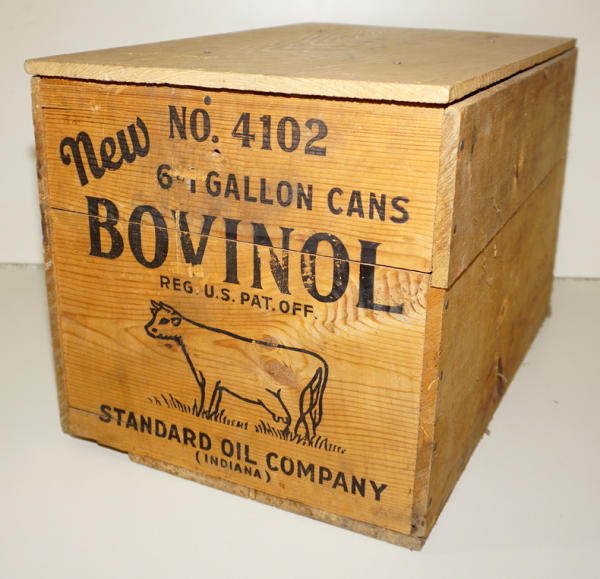 New NO. 4102
6-1 GALLON CANS
BOVINOL
REG. U.S. PAT. OFF.
STANDARD OIL COMPANY
(INDIANA)